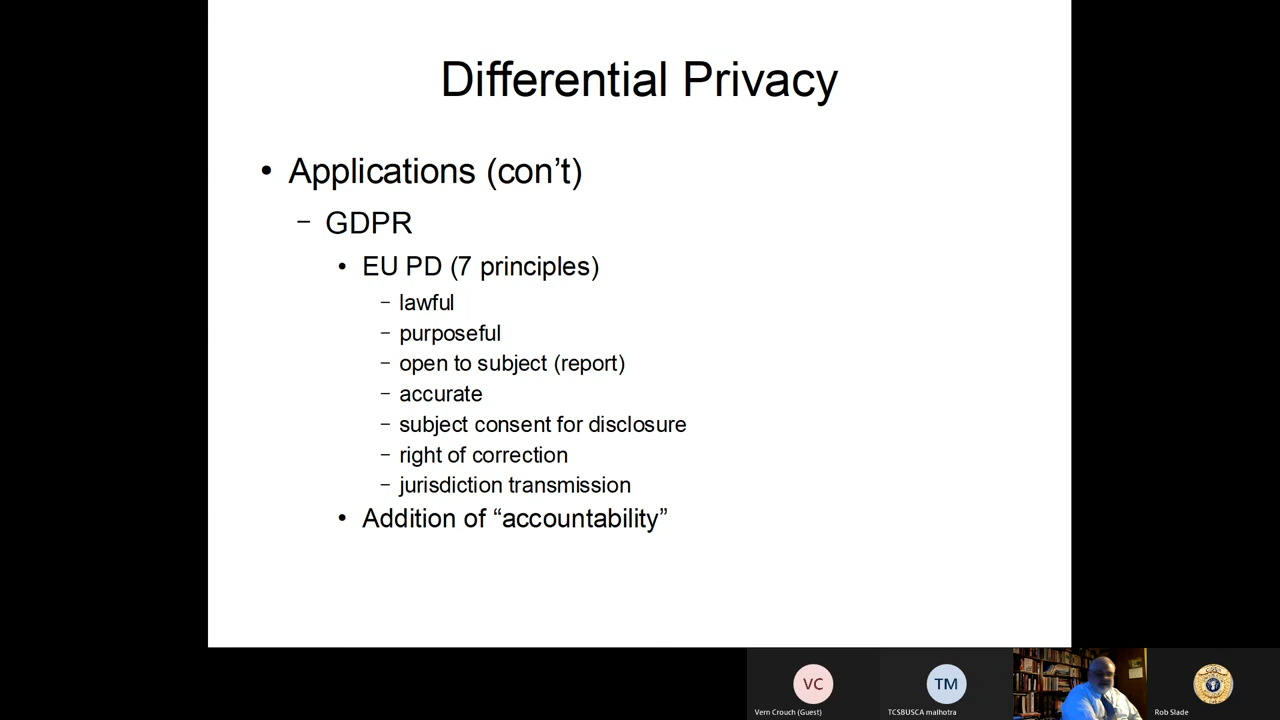 Differential Privacy
• Applications (con’t)
– GDPR
• EU PD (7 principles)
– lawful
– purposeful
– open to subject (report)
– accurate
– subject consent for disclosure
– right of correction
– jurisdiction transmission
• Addition of “accountability”
VC
TM
Vern Crouch (Guest)
TCSBUSCA malhotra
Rob Slade